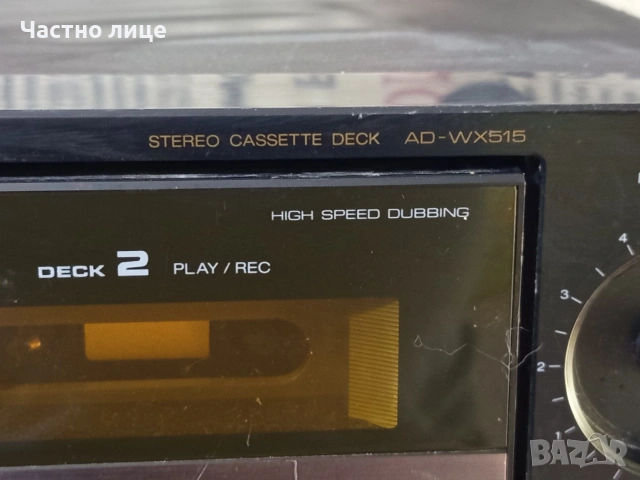 Частно лице
STEREO CASSETTE DECK AD-WX515
HIGH SPEED DUBBING
DECK 2 PLAY / REC
4
3
2
1
BAZAR